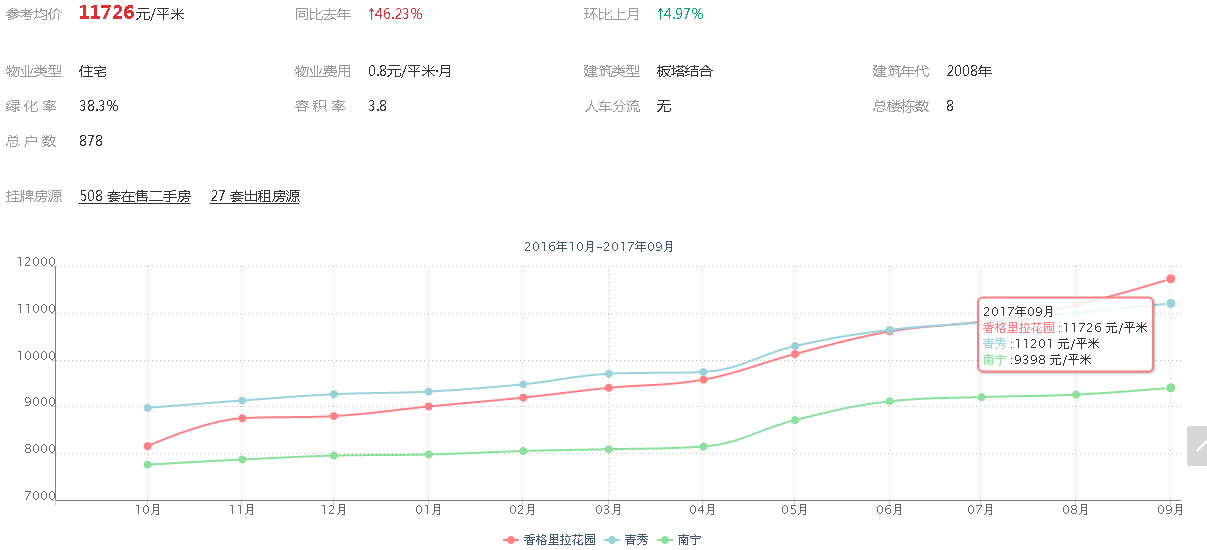 参考均价 11726元/平米 同比去年 ↑46.23% 环比上月 ↑4.97%
物业类型 住宅 物业费用 0.8元/平米·月 建筑类型 板塔结合 建筑年代 2008年
绿化率 38.3% 容积率 3.8 人车分流 无 总楼栋数 8
总户数 878
挂牌房源 508 套在售二手房 27 套出租房源
2016年10月-2017年09月
12000
11000
10000
9000
8000
7000
2017年09月
香格里拉花园 :11726 元/平米
青秀 :11201 元/平米
南宁 :9398 元/平米
10月 11月 12月 01月 02月 03月 04月 05月 06月 07月 08月 09月
香格里拉花园 青秀 南宁